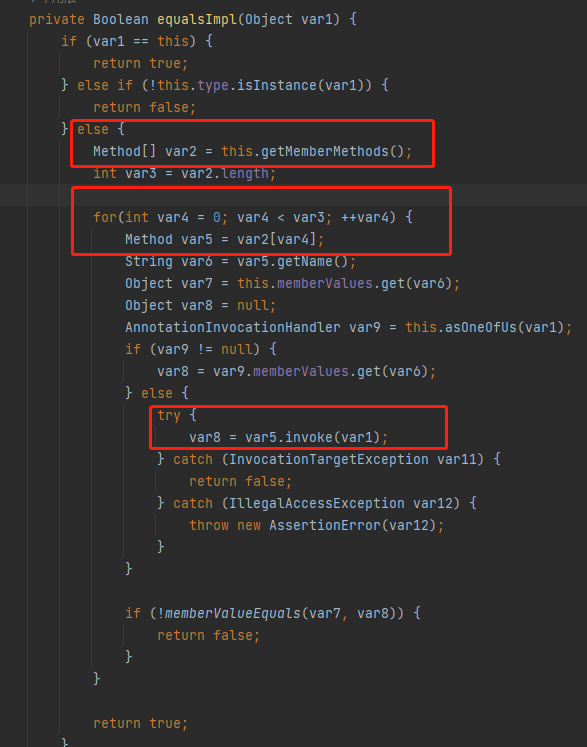 private Boolean equalsImpl(Object var1) {
if (var1 == this) {
return true;
} else if (!this.type.isInstance(var1)) {
return false;
} else {
Method[] var2 = this.getMemberMethods();
int var3 = var2.length;
for(int var4 = 0; var4 < var3; ++var4) {
Method var5 = var2[var4];
String var6 = var5.getName();
Object var7 = this.memberValues.get(var6);
Object var8 = null;
AnnotationInvocationHandler var9 = this.asOneOfUs(var1);
if (var9 != null) {
var8 = var9.memberValues.get(var6);
} else {
try {
var8 = var5.invoke(var1);
} catch (InvocationTargetException var11) {
return false;
} catch (IllegalAccessException var12) {
throw new AssertionError(var12);
}
}
if (!memberValueEquals(var7, var8)) {
return false;
}
}
return true;
}